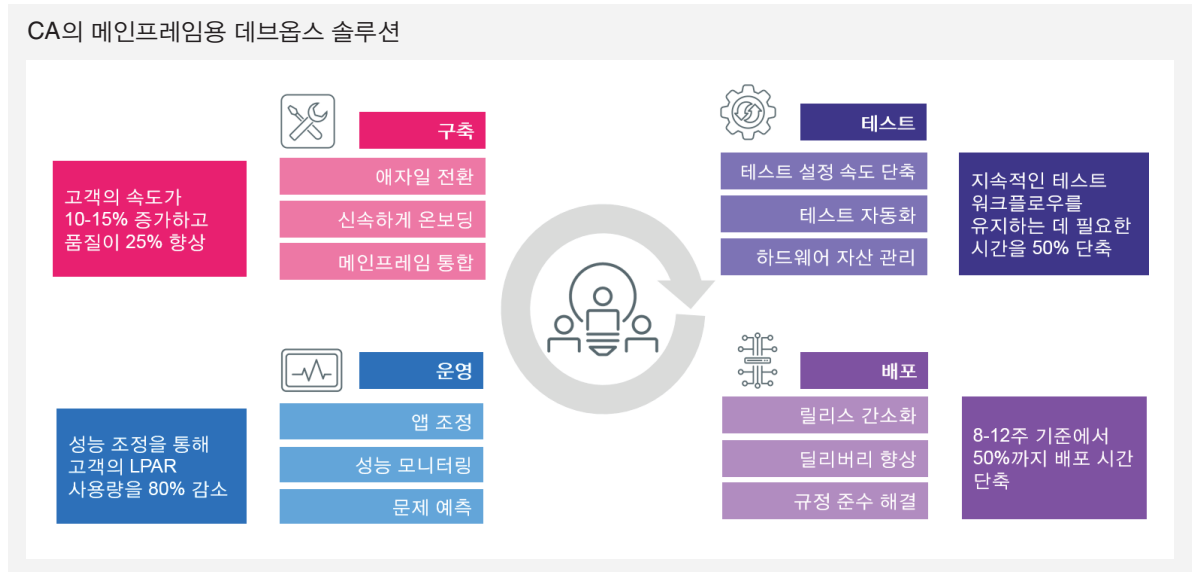 CA의 메인프레임용 데브옵스 솔루션
구축
애자일 전환
신속하게 온보딩
메인프레임 통합
고객의 속도가
10-15% 증가하고
품질이 25% 향상
테스트
테스트 설정 속도 단축
테스트 자동화
하드웨어 자산 관리
지속적인 테스트
워크플로우를
유지하는 데 필요한
시간을 50% 단축
운영
앱 조정
성능 모니터링
문제 예측
성능 조정을 통해
고객의 LPAR
사용량을 80% 감소
배포
릴리스 간소화
딜리버리 향상
규정 준수 해결
8-12주 기준에서
50%까지 배포 시간
단축